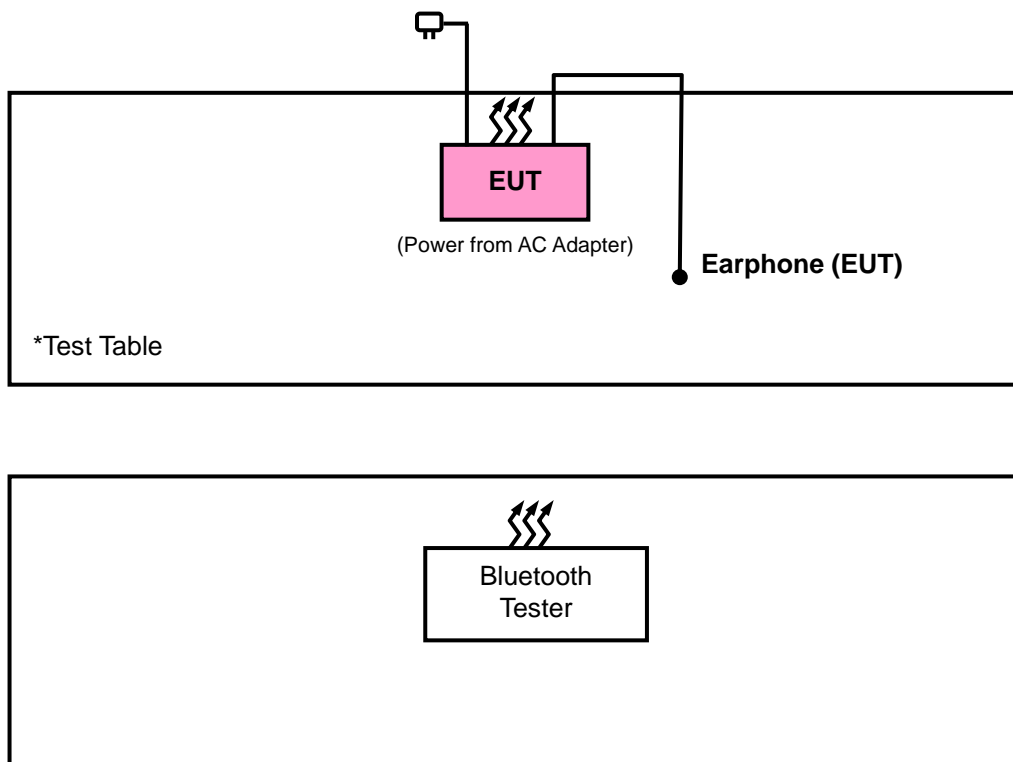 EUT
(Power from AC Adapter)
Earphone (EUT)
*Test Table
Bluetooth
Tester